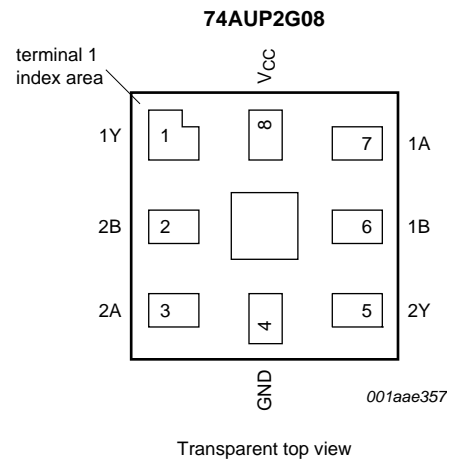 74AUP2G08
terminal 1
index area
VCC
1Y
1
8
7
1A
2B
2
6
1B
2A
3
4
5
2Y
GND
001aae357
Transparent top view